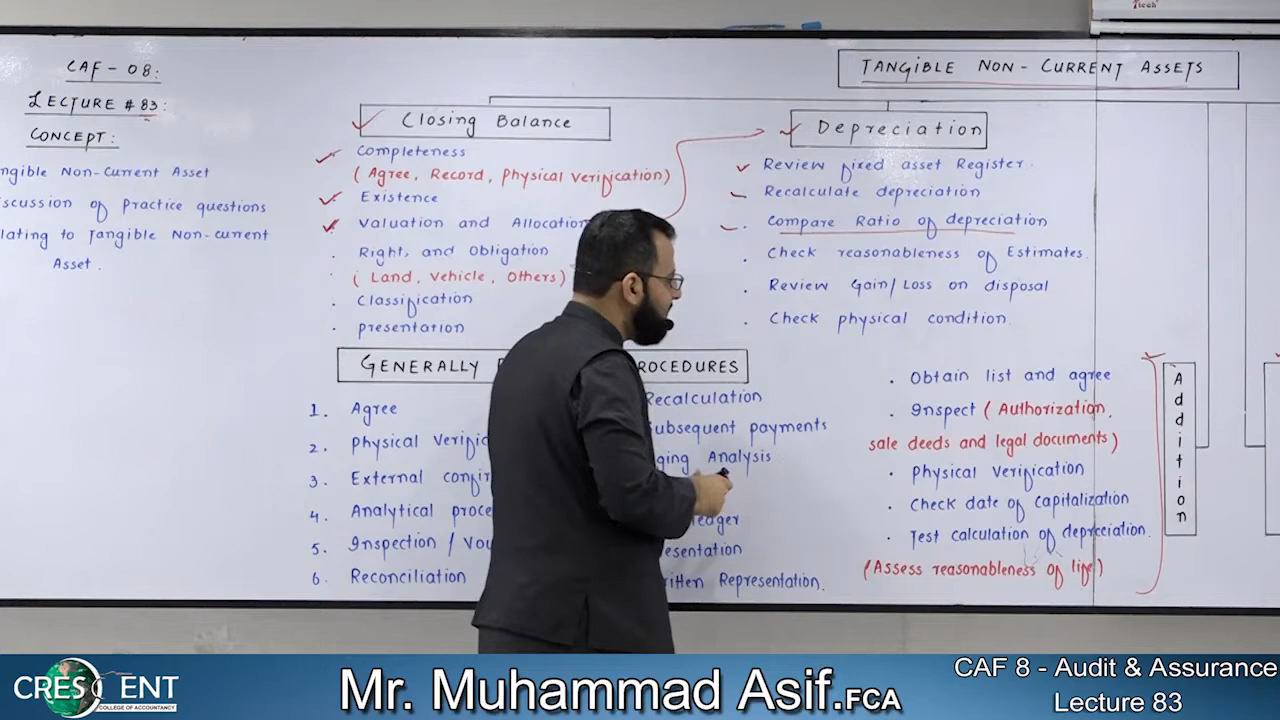 CAF - 08:
LECTURE # 83:
CONCEPT:
ngible Non-Current Asset
scussion of practice questions
lating to Tangible Non-current
Asset.
TANGIBLE NON-CURRENT ASSETS
Closing Balance
Completeness
(Agree, Record, physical verification)
Existence
Valuation and Allocation
Right, and Obligation
(Land, Vehicle, Others)
Classification
presentation
Depreciation
Review fixed asset Register.
Recalculate depreciation
Compare Ratio of depreciation
Check reasonableness of Estimates.
Review Gain/Loss on disposal
Check physical condition.
GENERALLY ROCEDURES
1. Agree
2. physical verific
3. External confir
4. Analytical proce
5. Inspection / Vou
6. Reconciliation
Recalculation
ubsequent payments
ging Analysis
esentation
ritten Representation.
Obtain list and agree
Inspect (Authorization,
sale deeds and legal documents)
physical verification
Check date of capitalization
Test calculation of depreciation.
(Assess reasonableness of life)
Addition
CRESCENT
COLLEGE OF ACCOUNTANCY
Mr. Muhammad Asif.FCA
CAF 8 - Audit & Assurance
Lecture 83